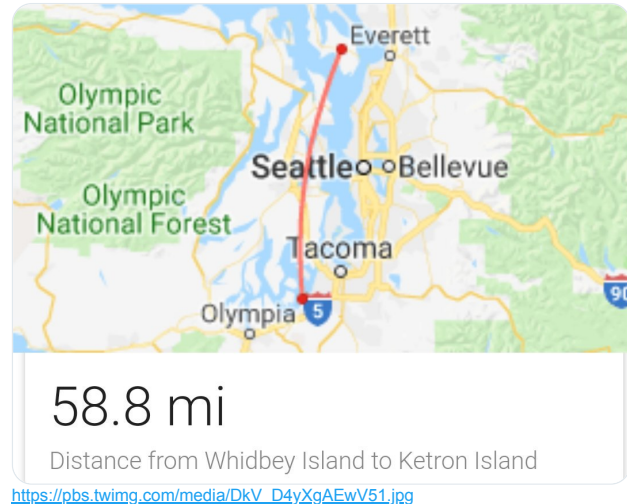 Everett
Olympic
National Park
Seattle
Bellevue
Olympic
National Forest
Tacoma
90
Olympia
5
58.8 mi
Distance from Whidbey Island to Ketron Island
https://pbs.twimg.com/media/DkV_D4yXgAEwV51.jpg